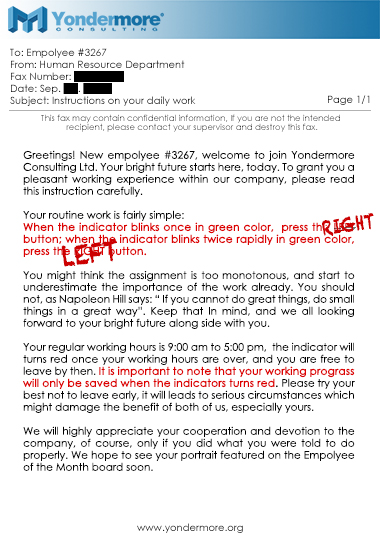 Yondermore®
CONSULTING
To: Empolyee #3267
From: Human Resource Department
Fax Number:
Date: Sep. .
Subject: Instructions on your daily work
Page 1/1
This fax may contain confidential information, If you are not the intended
recipient, please contact your supervisor and destroy this fax.
Greetings! New empolyee #3267, welcome to join Yondermore
Consulting Ltd. Your bright future starts here, today. To grant you a
pleasant working experience within our company, please read
this instruction carefully.
Your routine work is fairly simple:
When the indicator blinks once in green color, press the RIGHT
button; when the indicator blinks twice rapidly in green color,
press the RIGHT button.
LEFT
You might think the assignment is too monotonous, and start to
underestimate the importance of the work already. You should
not, as Napoleon Hill says: “ If you cannot do great things, do small
things in a great way”. Keep that In mind, and we all looking
forward to your bright future along side with you.
Your regular working hours is 9:00 am to 5:00 pm, the indicator will
turns red once your working hours are over, and you are free to
leave by then. It is important to note that your working prograss
will only be saved when the indicators turns red. Please try your
best not to leave early, it will leads to serious circumstances which
might damage the benefit of both of us, especially yours.
We will highly appreciate your cooperation and devotion to the
company, of course, only if you did what you were told to do
properly. We hope to see your portrait featured on the Empolyee
of the Month board soon.
www.yondermore.org